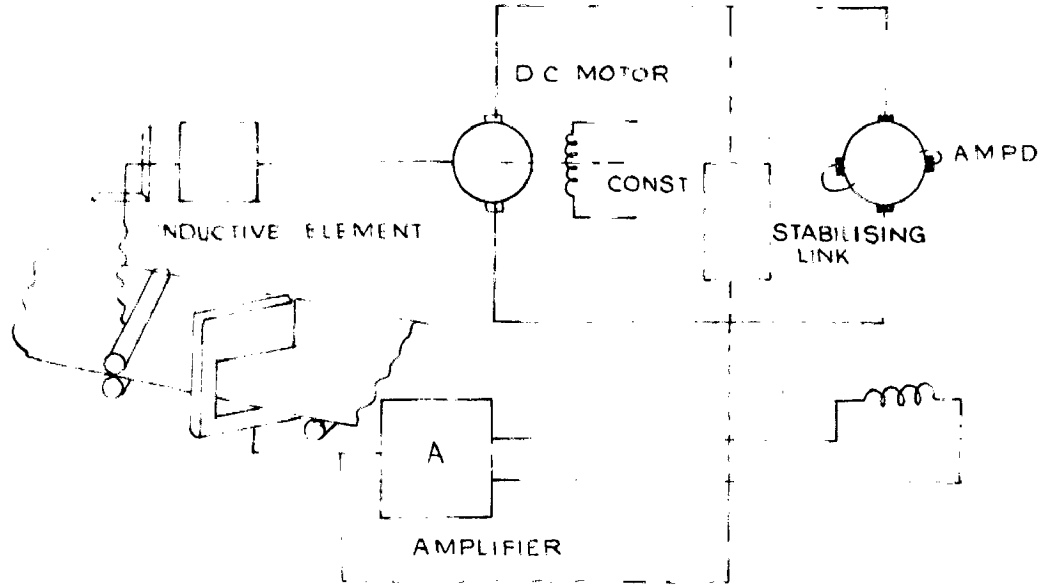 D C MOTOR
AMPD
CONST
INDUCTIVE ELEMENT
STABILISING
LINK
A
AMPLIFIER